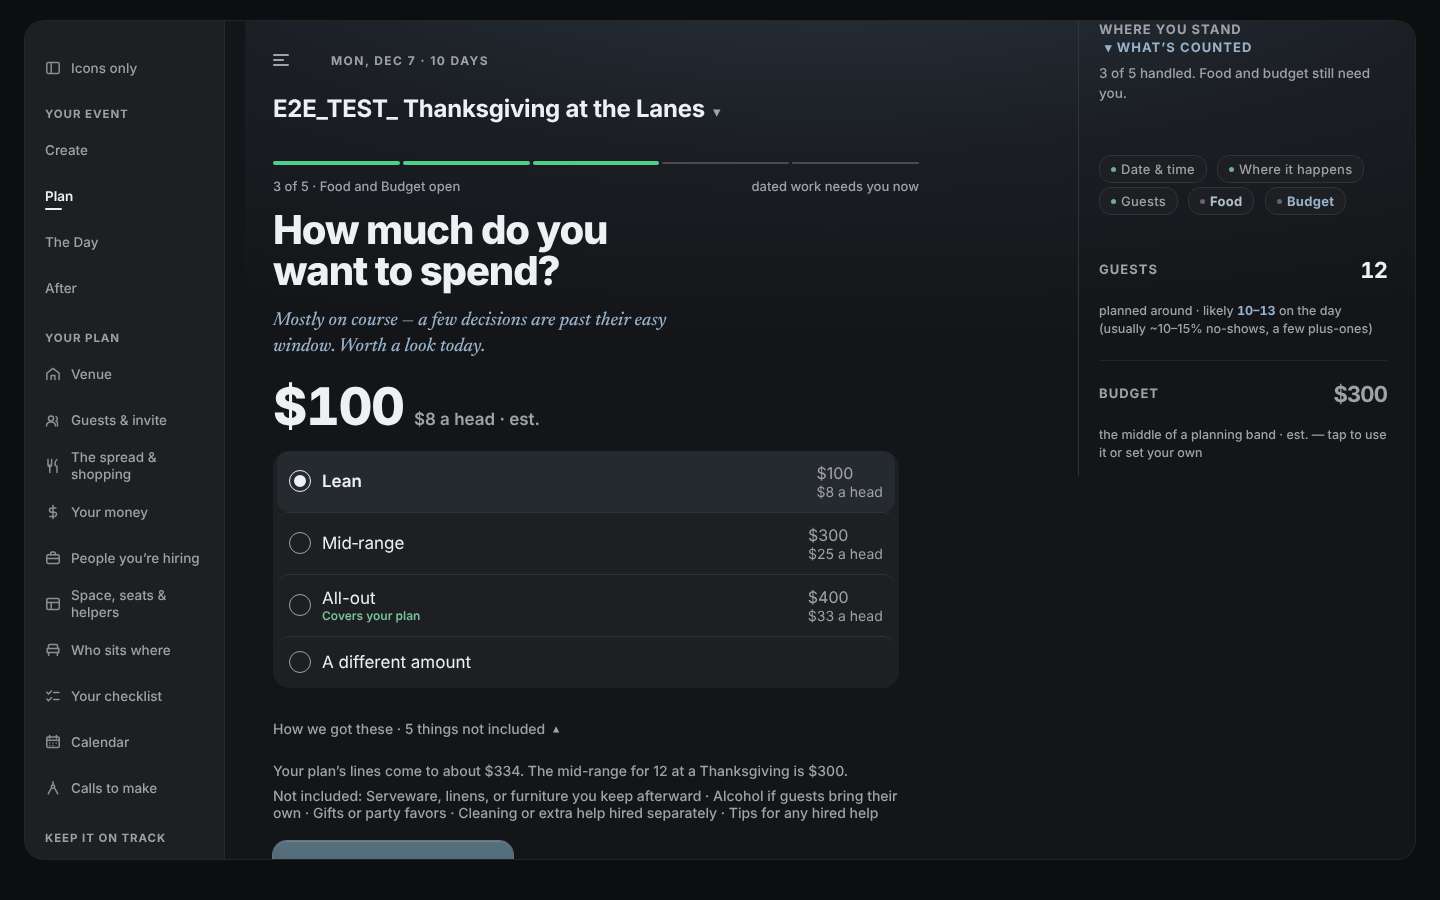 Icons only
YOUR EVENT
Create
Plan
The Day
After
YOUR PLAN
Venue
Guests & invite
The spread &
shopping
Your money
People you’re hiring
Space, seats &
helpers
Who sits where
Your checklist
Calendar
Calls to make
KEEP IT ON TRACK
MON, DEC 7 · 10 DAYS
E2E_TEST_ Thanksgiving at the Lanes ▾
3 of 5 · Food and Budget open
dated work needs you now
How much do you
want to spend?
Mostly on course — a few decisions are past their easy
window. Worth a look today.
$100 $8 a head · est.
Lean
$100
$8 a head
Mid-range
$300
$25 a head
All-out
Covers your plan
$400
$33 a head
A different amount
How we got these · 5 things not included ▴
Your plan’s lines come to about $334. The mid-range for 12 at a Thanksgiving is $300.
Not included: Serveware, linens, or furniture you keep afterward · Alcohol if guests bring their
own · Gifts or party favors · Cleaning or extra help hired separately · Tips for any hired help
WHERE YOU STAND
▾ WHAT’S COUNTED
3 of 5 handled. Food and budget still need
you.
• Date & time • Where it happens
• Guests • Food • Budget
GUESTS 12
planned around · likely 10–13 on the day
(usually ~10–15% no-shows, a few plus-ones)
BUDGET $300
the middle of a planning band · est. — tap to use
it or set your own